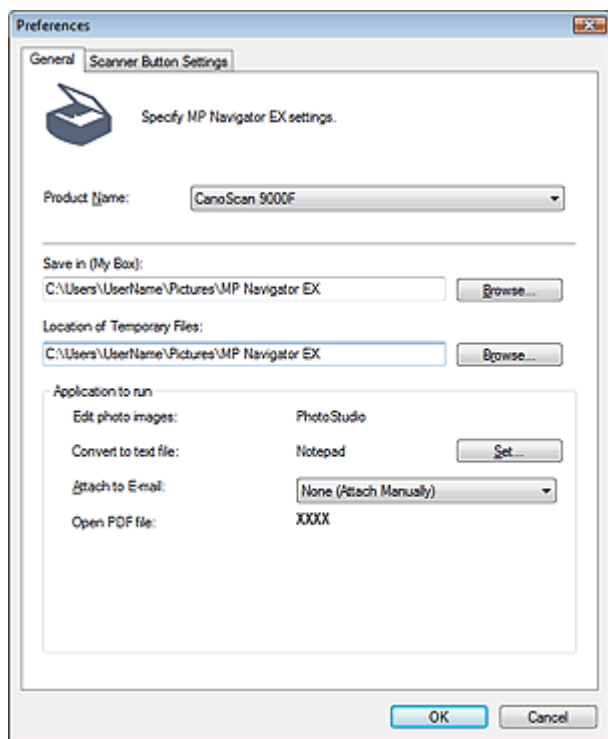 Preferences
General Scanner Button Settings
Specify MP Navigator EX settings.
Product Name: CanoScan 9000F
Save in (My Box):
C:\Users\UserName\Pictures\MP Navigator EX Browse...
Location of Temporary Files:
C:\Users\UserName\Pictures\MP Navigator EX Browse...
Application to run
Edit photo images: PhotoStudio
Convert to text file: Notepad Set...
Attach to E-mail: None (Attach Manually)
Open PDF file: XXXX
OK Cancel